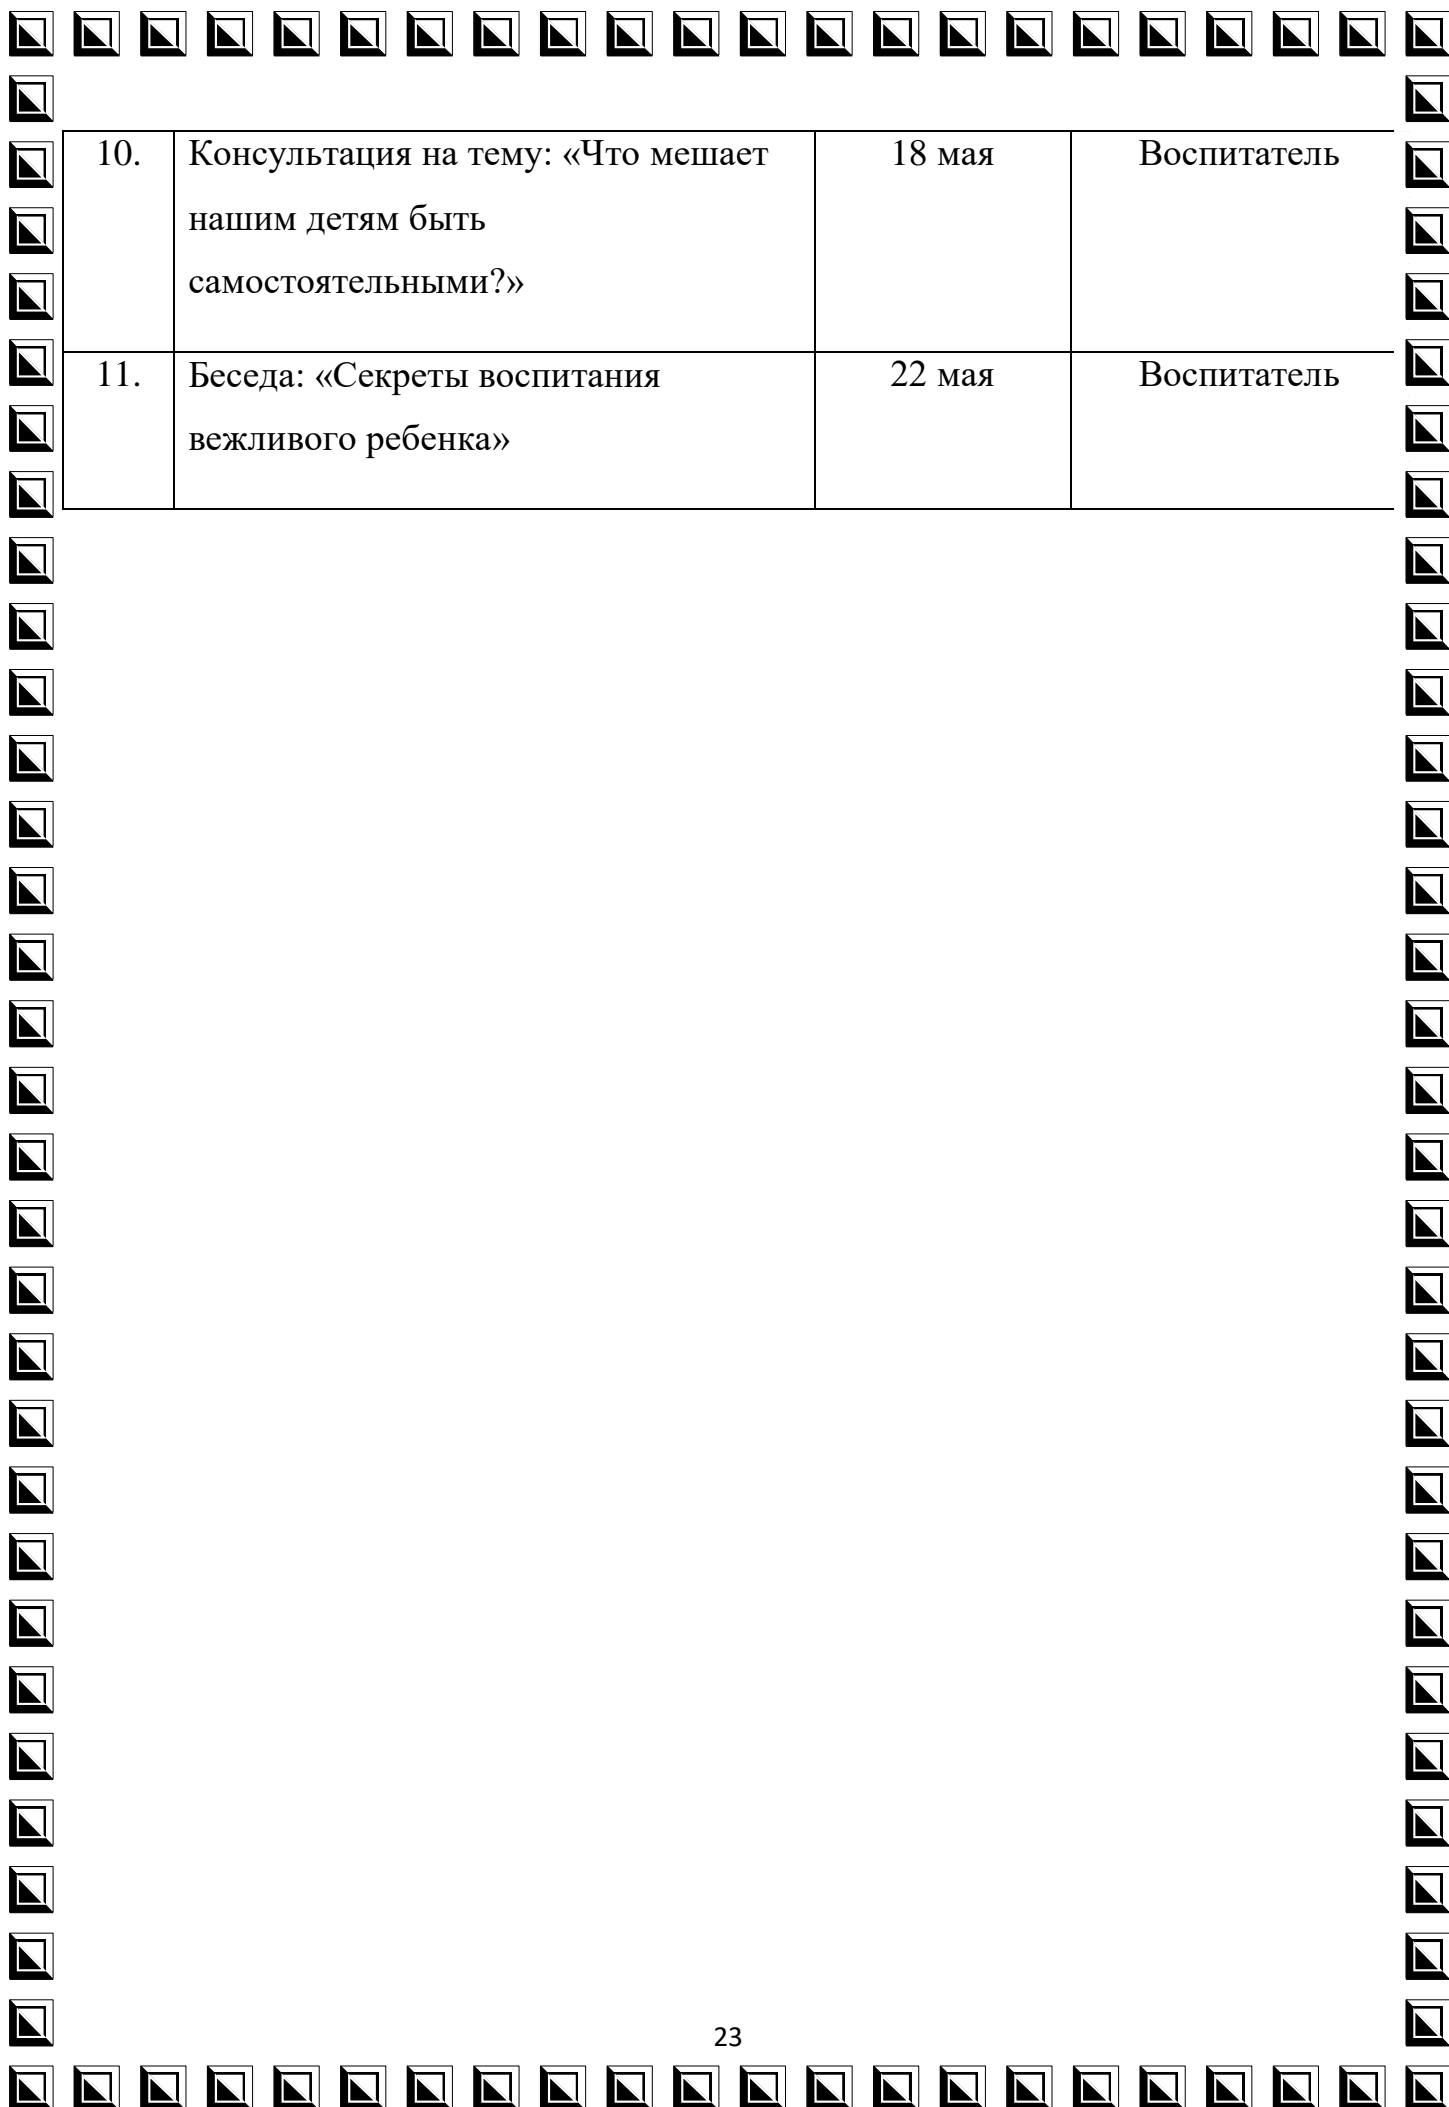 10. Консультация на тему: «Что мешает 18 мая Воспитатель
нашим детям быть
самостоятельными?»
11. Беседа: «Секреты воспитания 22 мая Воспитатель
вежливого ребенка»
23